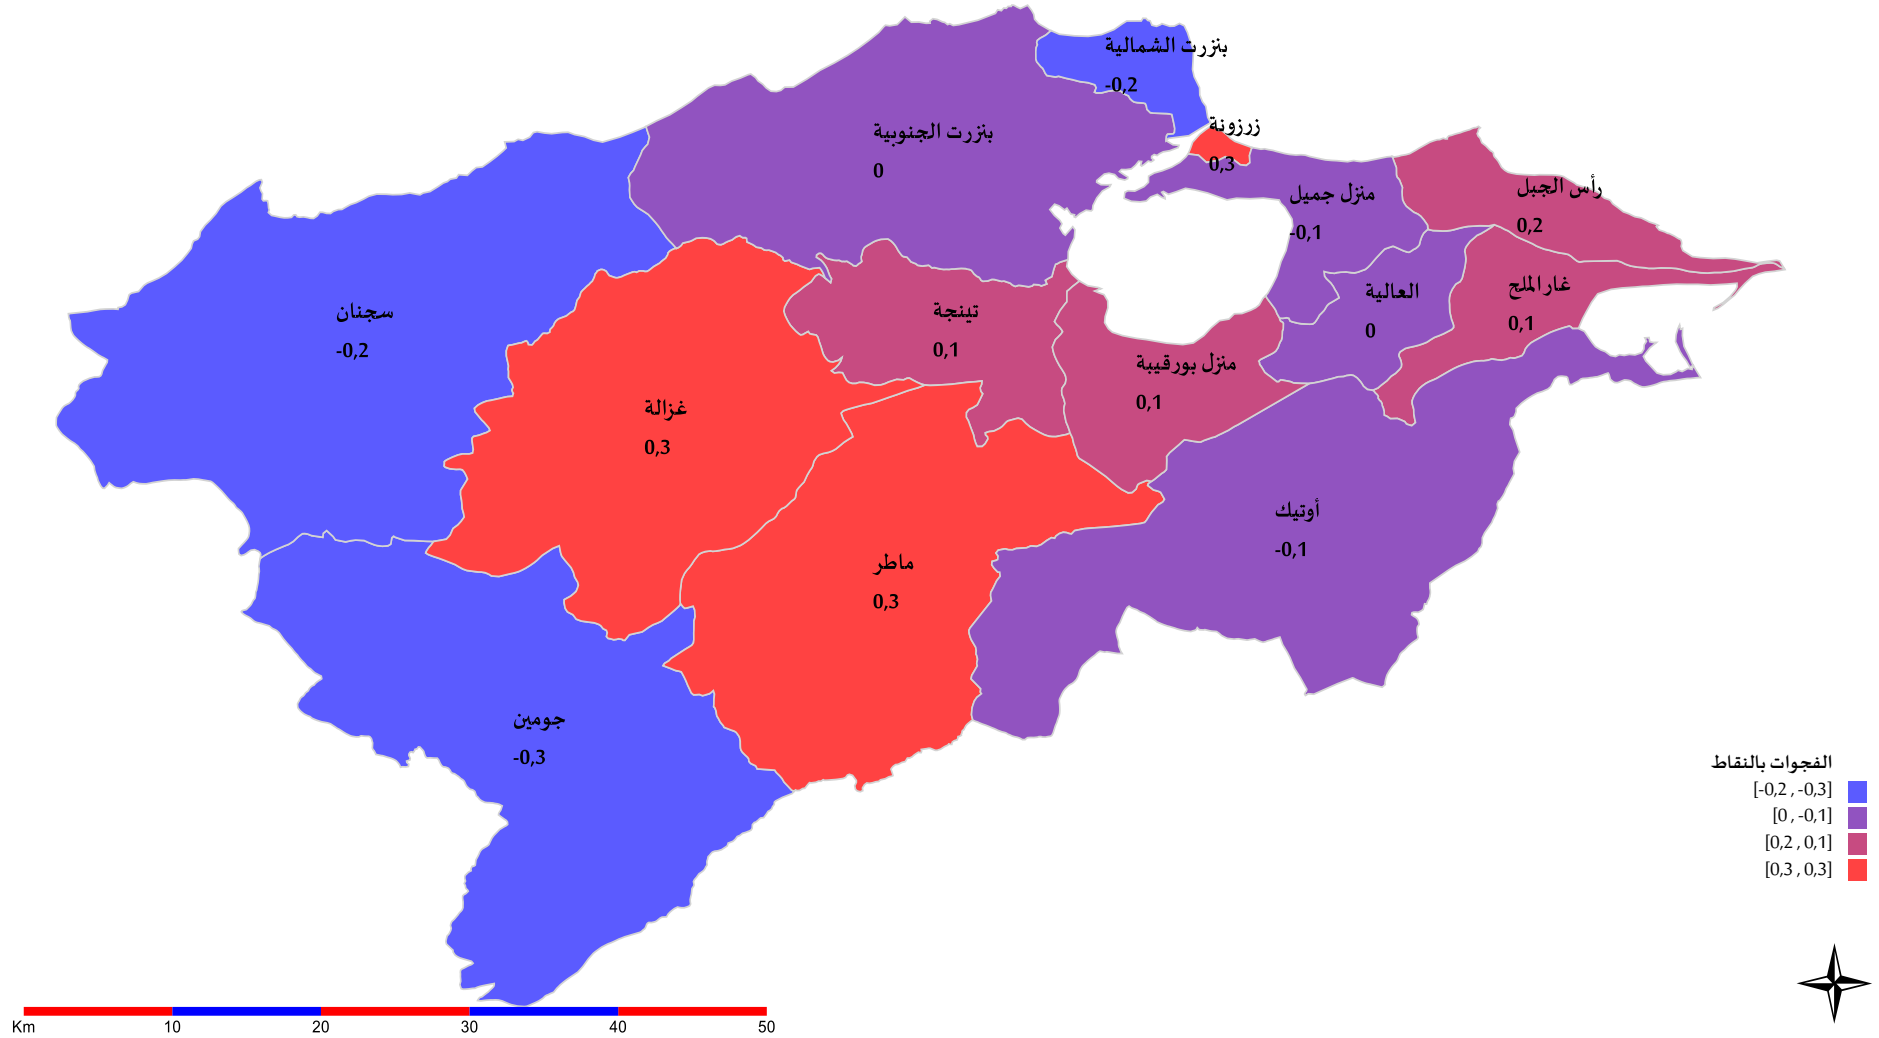 بنزرت الشمالية
-0,2
زرزونة
0,3
بنزرت الجنوبية
0
منزل جميل
-0,1
رأس الجبل
0,2
سجنان
-0,2
تينجة
0,1
العالية
0
غار الملح
0,1
منزل بورقيبة
0,1
غزالة
0,3
أوتيك
-0,1
ماطر
0,3
جومين
-0,3
الفجوات بالنقاط
[-0,2 , -0,3]
[0 , -0,1]
[0,2 , 0,1]
[0,3 , 0,3]
Km 10 20 30 40 50